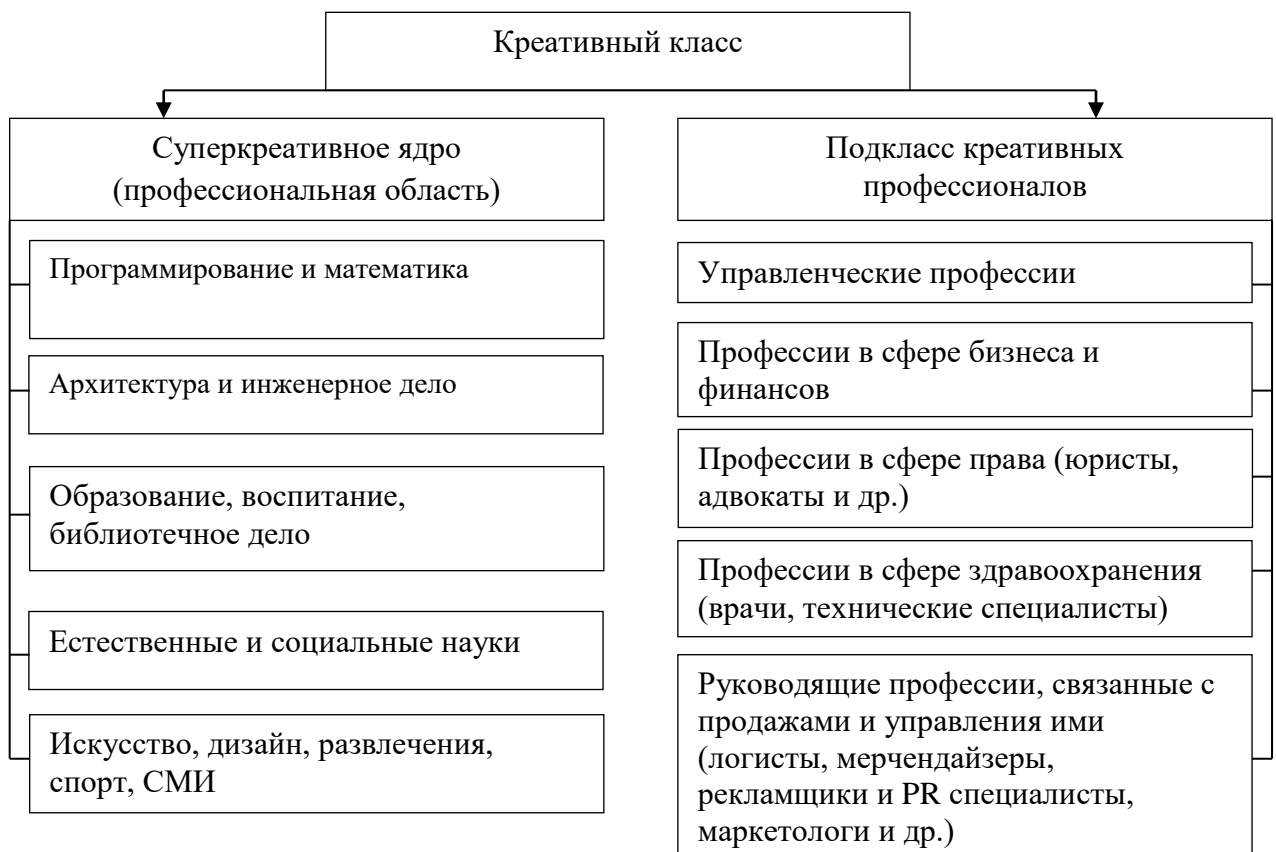 Креативный класс
Суперкреативное ядро
(профессиональная область)
Программирование и математика
Архитектура и инженерное дело
Образование, воспитание,
библиотечное дело
Естественные и социальные науки
Искусство, дизайн, развлечения,
спорт, СМИ
Подкласс креативных
профессионалов
Управленческие профессии
Профессии в сфере бизнеса и
финансов
Профессии в сфере права (юристы,
адвокаты и др.)
Профессии в сфере здравоохранения
(врачи, технические специалисты)
Руководящие профессии, связанные с
продажами и управления ими
(логисты, мерчендайзеры,
рекламщики и PR специалисты,
маркетологи и др.)